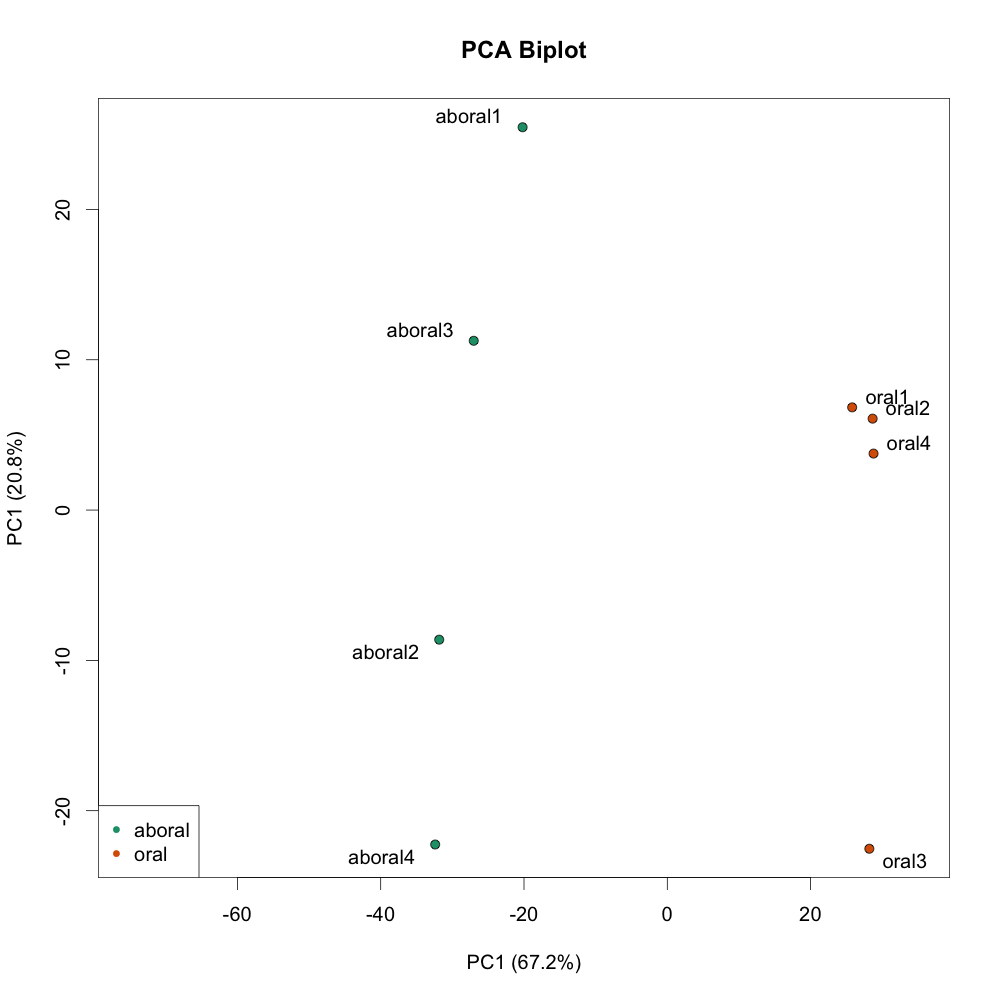 PCA Biplot
aboral1
20
aboral3
10
oral1
oral2
oral4
PC1 (20.8%)
0
aboral2
-10
-20
aboral
oral
aboral4
oral3
-60
-40
-20
0
20
PC1 (67.2%)